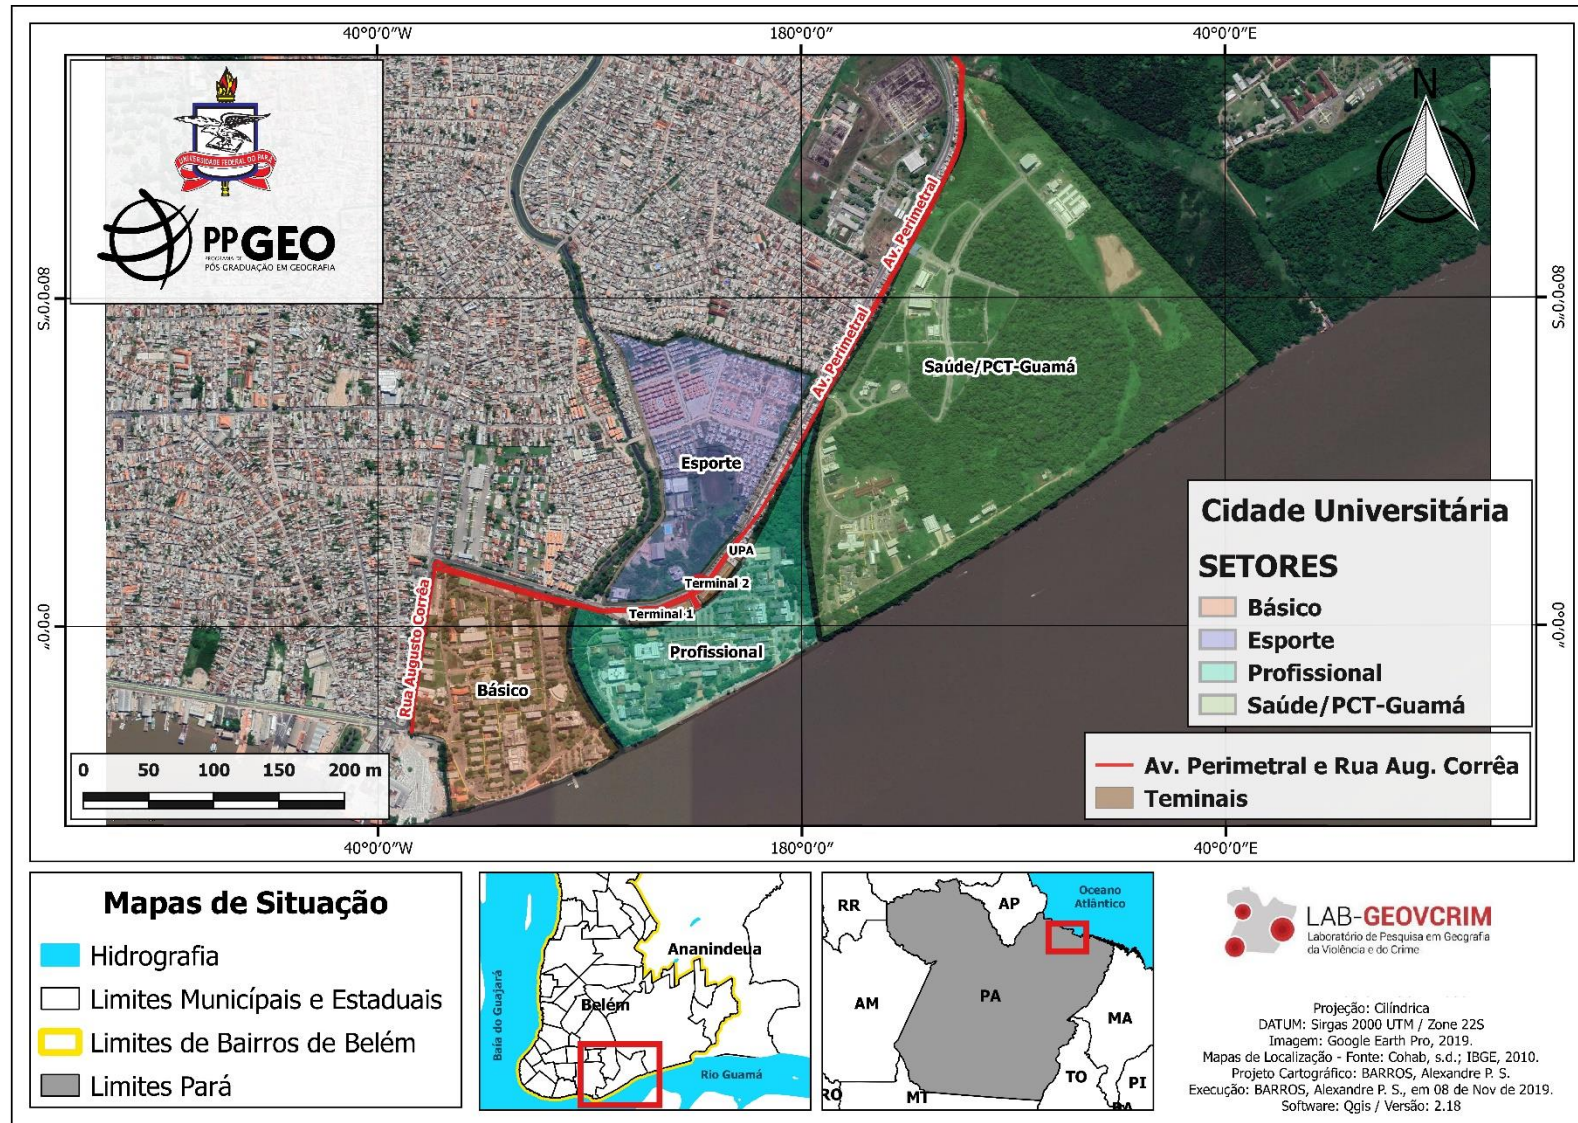 40°0'0"W
180°0'0"
40°0'0"E
UNIVERSIDADE FEDERAL DO PARÁ
PPGEO
PROGRAMA DE
PÓS GRADUAÇÃO EM GEOGRAFIA
N
80°0'0"S
80°0'0"S
Av. Perimetral
Av. Perimetral
Saúde/PCT-Guamá
Esporte
UPA
Terminal 2
Terminal 1
Profissional
Básico
Rua Augusto Corrêa
0°0'0"
0°0'0"
Cidade Universitária
SETORES
Básico
Esporte
Profissional
Saúde/PCT-Guamá
Av. Perimetral e Rua Aug. Corrêa
Teminais
0 50 100 150 200 m
40°0'0"W
180°0'0"
40°0'0"E
Mapas de Situação
Hidrografia
Limites Municípais e Estaduais
Limites de Bairros de Belém
Limites Pará
Baía do Guajará
Ananindeua
Belém
Rio Guamá
RR
AP
Oceano
Atlântico
AM
PA
MA
TO
PI
RO
MT
BA
LAB-GEOVCRIM
Laboratório de Pesquisa em Geografia
da Violência e do Crime
Projeção: Cilíndrica
DATUM: Sirgas 2000 UTM / Zone 22S
Imagem: Google Earth Pro, 2019.
Mapas de Localização - Fonte: Cohab, s.d.; IBGE, 2010.
Projeto Cartográfico: BARROS, Alexandre P. S.
Execução: BARROS, Alexandre P. S., em 08 de Nov de 2019.
Software: Qgis / Versão: 2.18